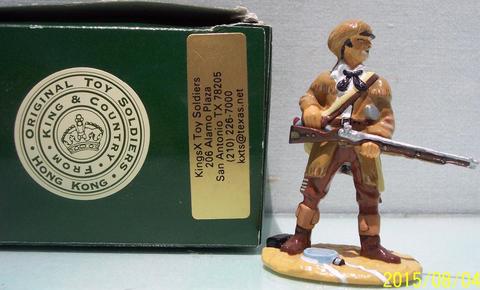 ORIGINAL TOY SOLDIERS
KING & COUNTRY FROM
HONG KONG
KingsX Toy Soldiers
206 Alamo Plaza
San Antonio TX 78205
(210) 226-7000
kxts@texas.net
2015/08/04